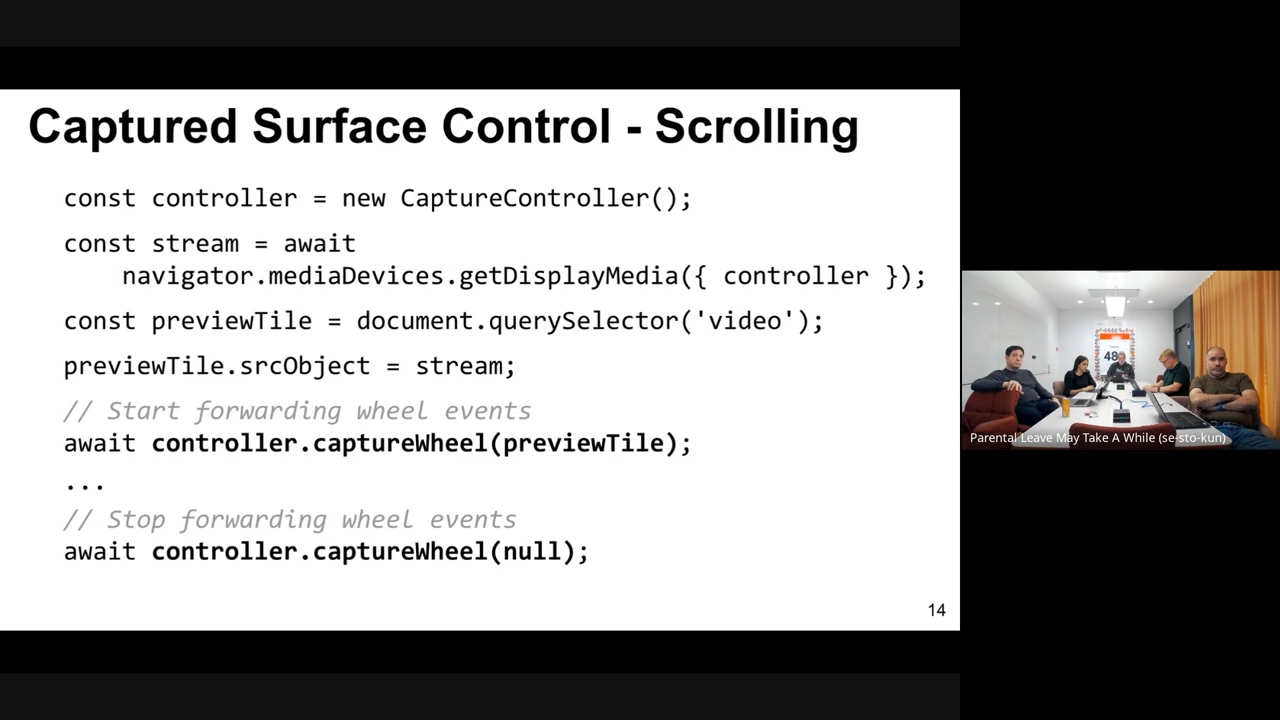 Captured Surface Control - Scrolling
const controller = new CaptureController();
const stream = await
navigator.mediaDevices.getDisplayMedia({ controller });
const previewTile = document.querySelector('video');
previewTile.srcObject = stream;
// Start forwarding wheel events
await controller.captureWheel(previewTile);
...
// Stop forwarding wheel events
await controller.captureWheel(null);
14
48
Parental Leave May Take A While (se-sto-kun)